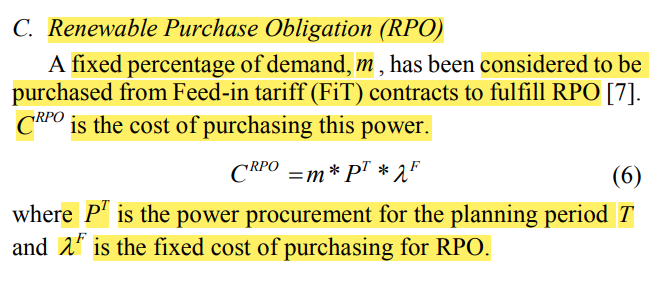 C. Renewable Purchase Obligation (RPO)
A fixed percentage of demand, m , has been considered to be
purchased from Feed-in tariff (FiT) contracts to fulfill RPO [7].
C^{RPO} is the cost of purchasing this power.
C^{RPO} = m * P^{T} * λ^{F} (6)
where P^{T} is the power procurement for the planning period T
and λ^{F} is the fixed cost of purchasing for RPO.